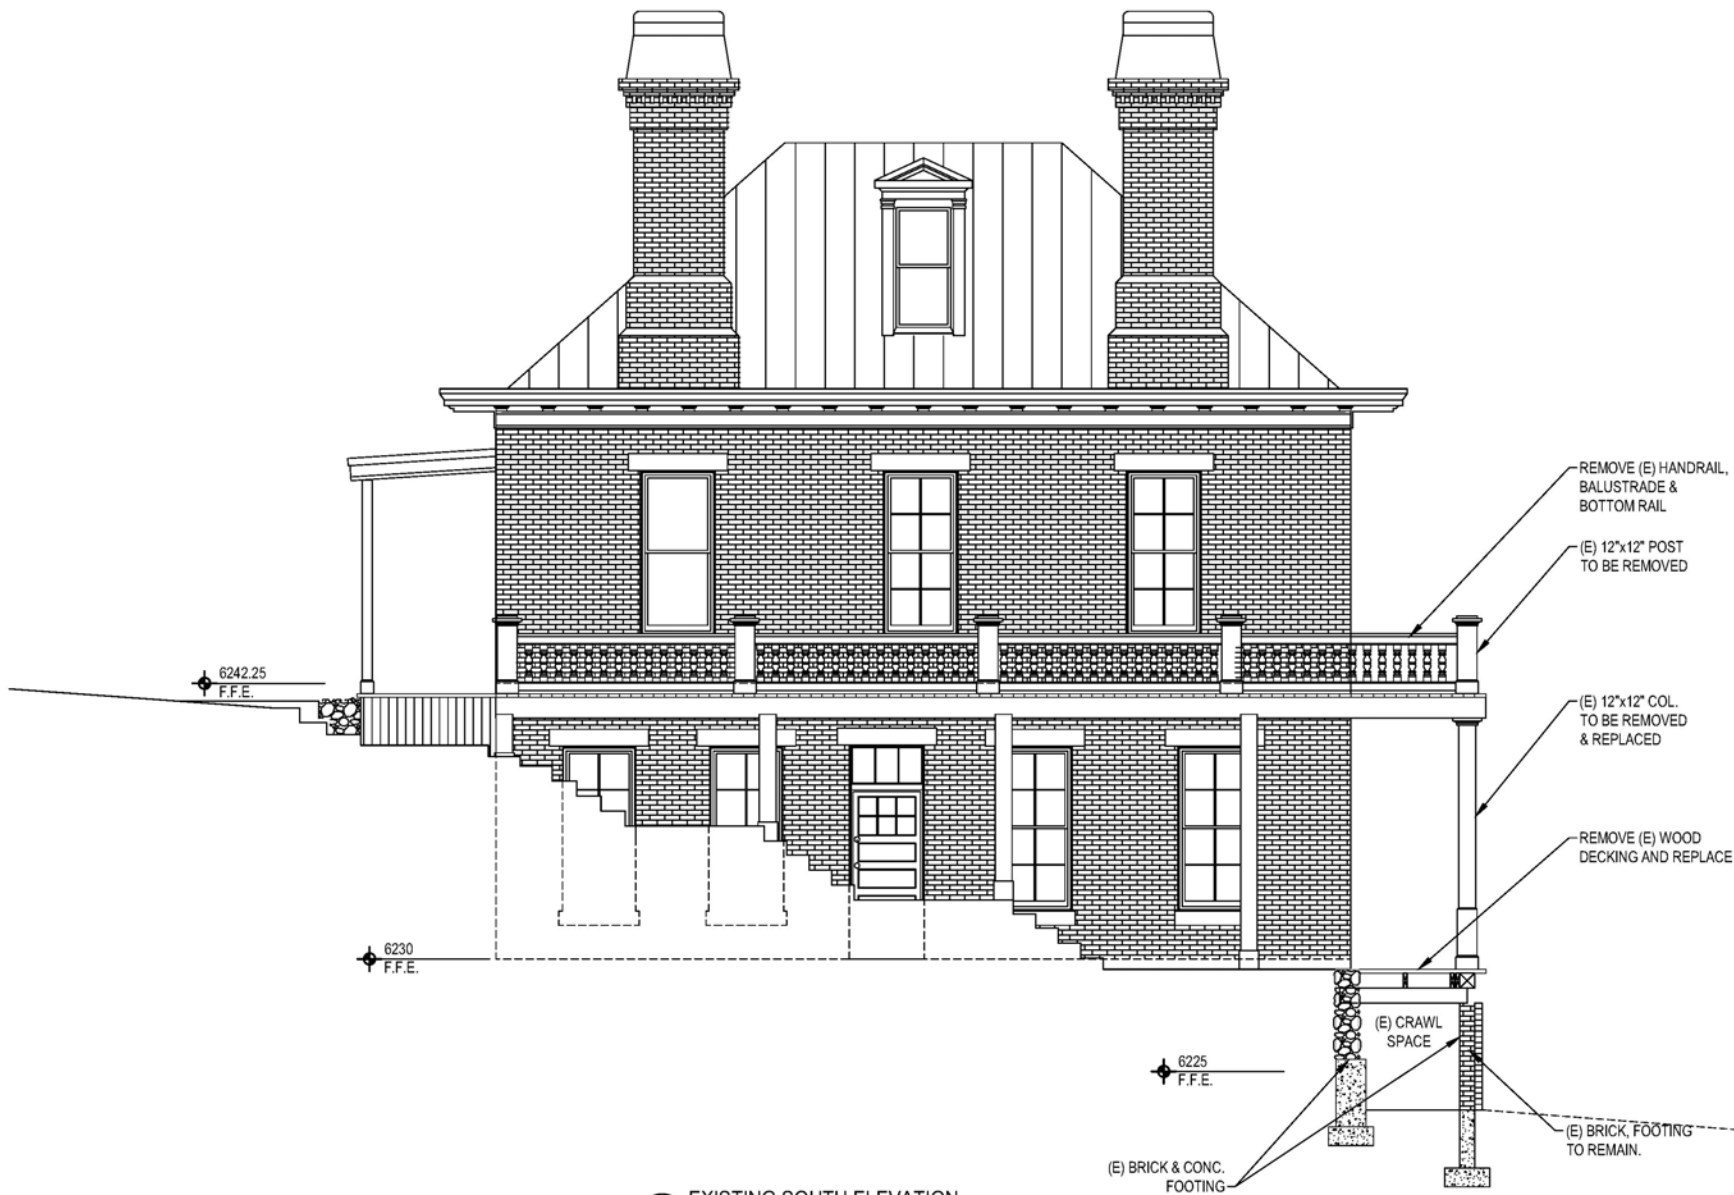 REMOVE (E) HANDRAIL,
BALUSTRADE &
BOTTOM RAIL
(E) 12"x12" POST
TO BE REMOVED
6242.25
F.F.E.
(E) 12"x12" COL.
TO BE REMOVED
& REPLACED
REMOVE (E) WOOD
DECKING AND REPLACE
6230
F.F.E.
(E) CRAWL
SPACE
6225
F.F.E.
(E) BRICK, FOOTING
TO REMAIN.
(E) BRICK & CONC.
FOOTING
EXISTING SOUTH ELEVATION